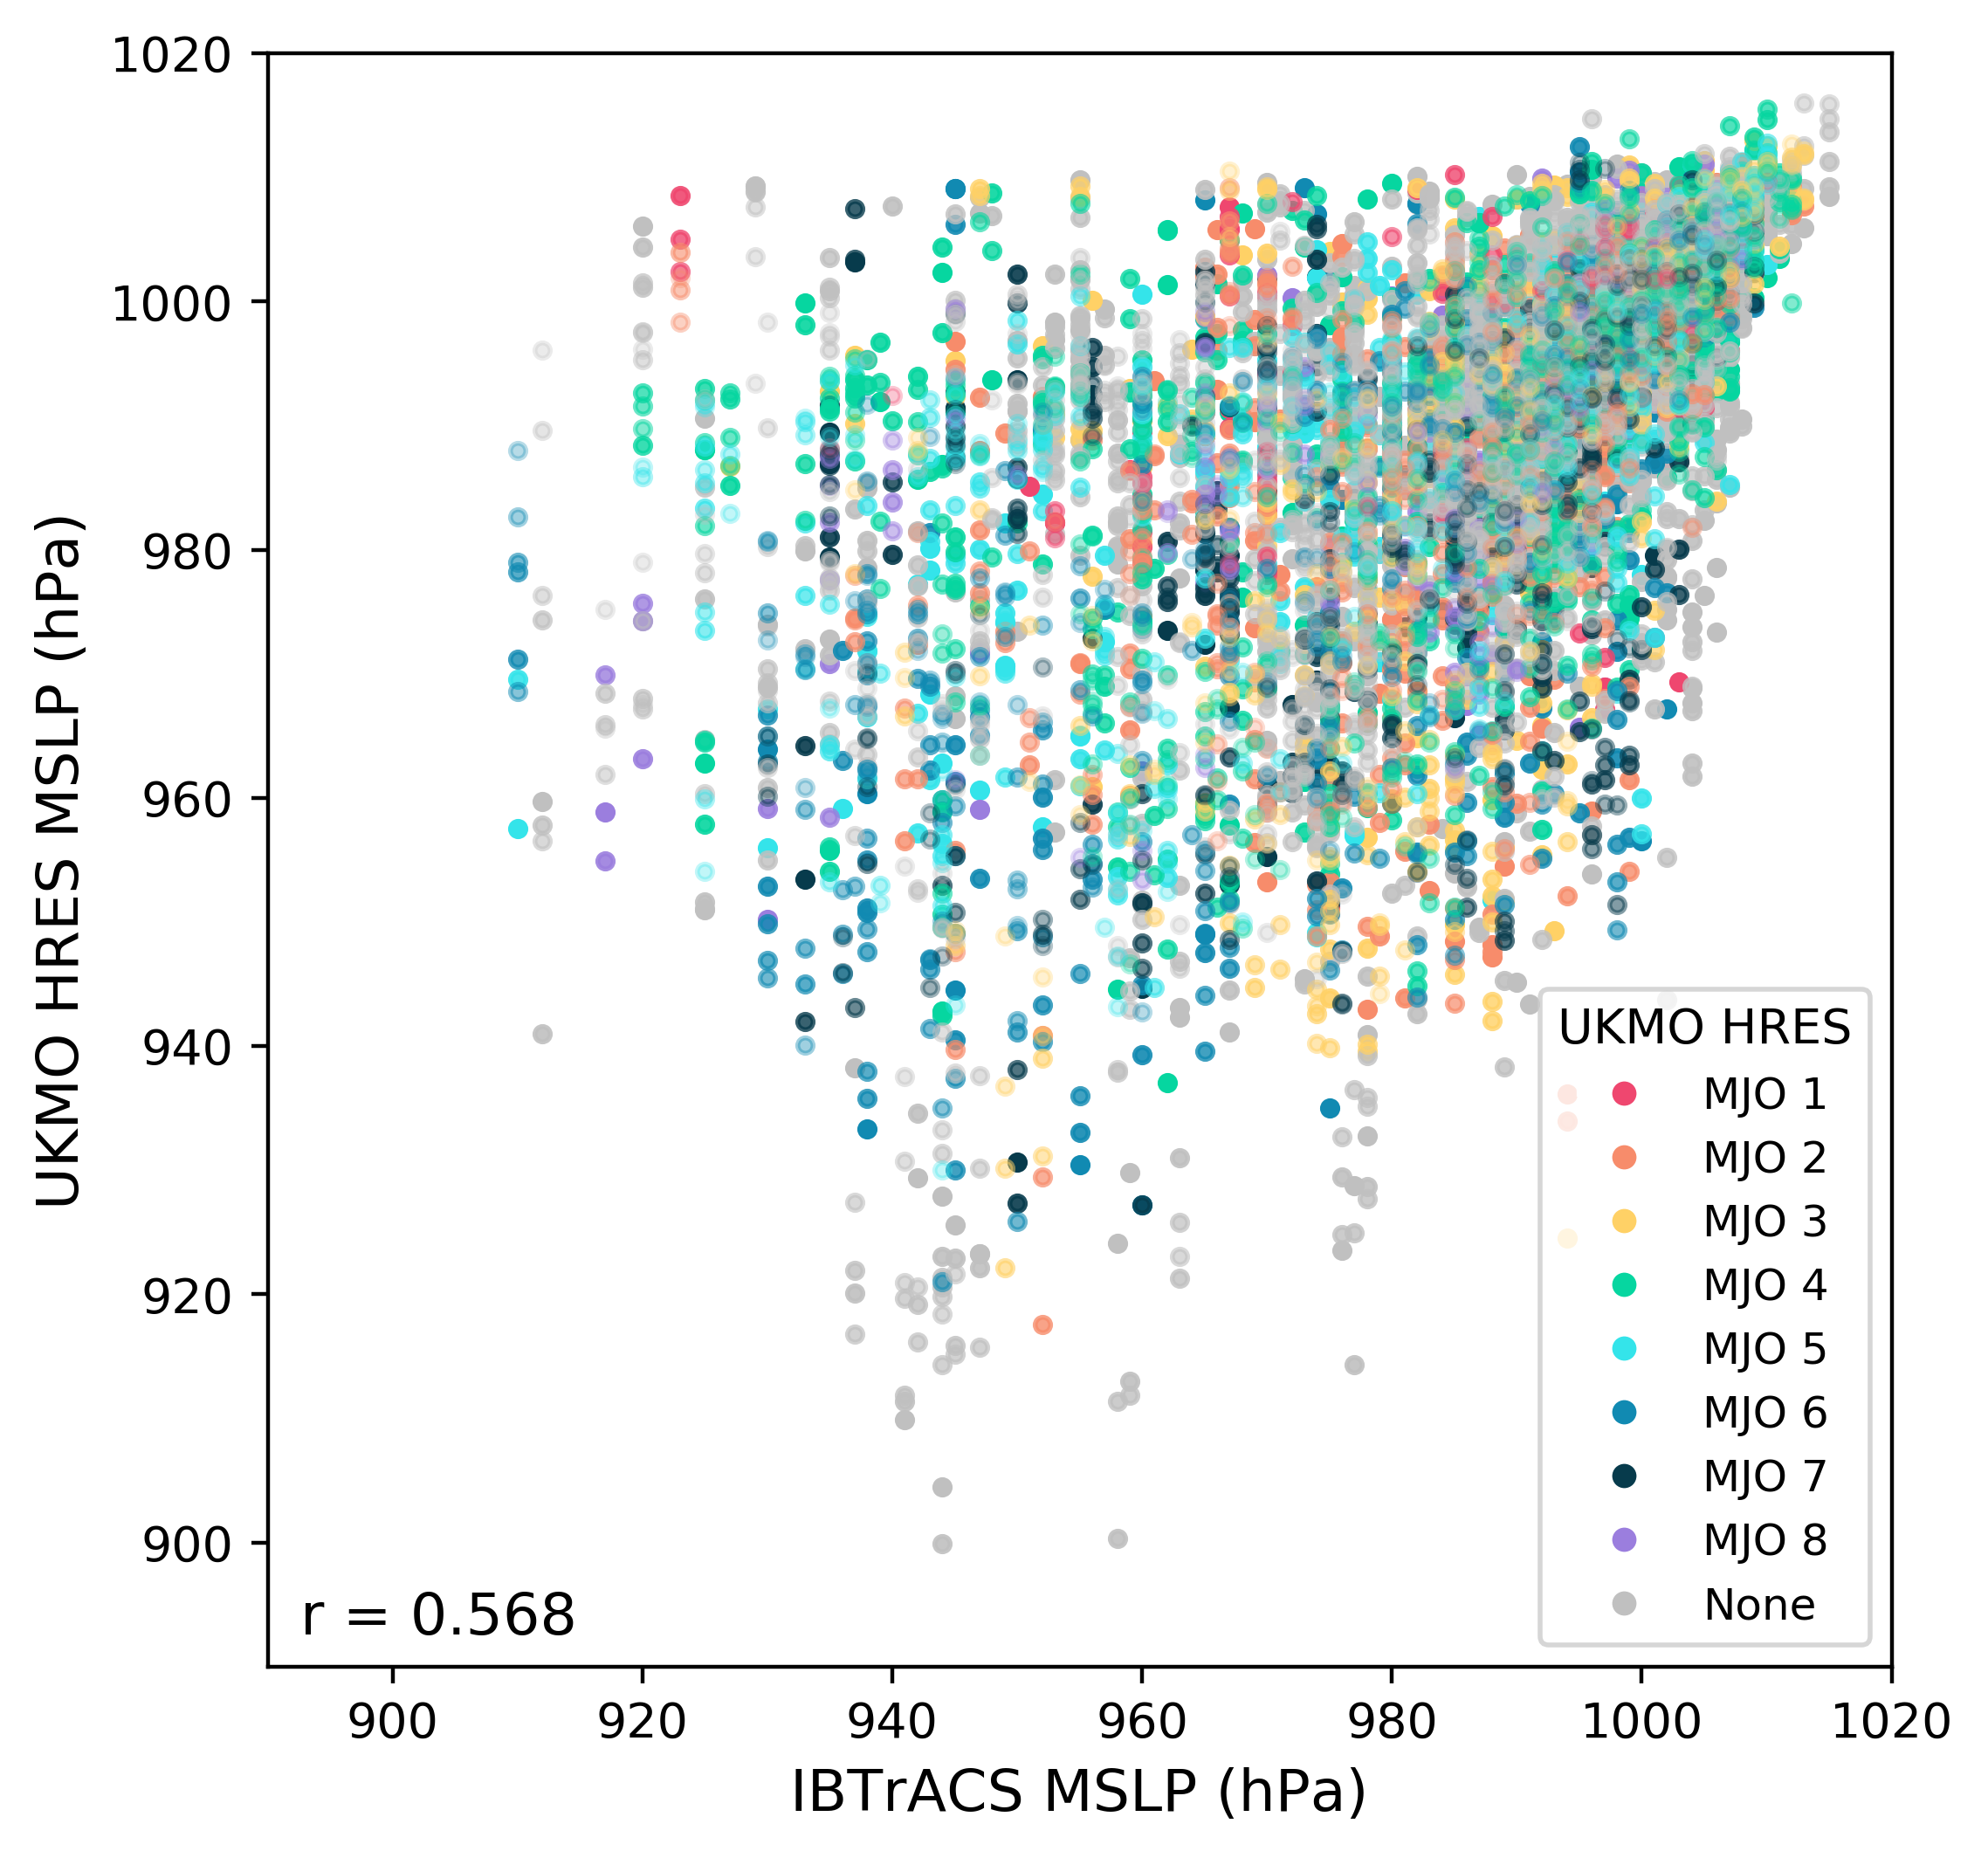 1020
1000
980
960
940
920
900
UKMO HRES MSLP (hPa)
UKMO HRES
MJO 1
MJO 2
MJO 3
MJO 4
MJO 5
MJO 6
MJO 7
MJO 8
None
r = 0.568
900 920 940 960 980 1000 1020
IBTrACS MSLP (hPa)